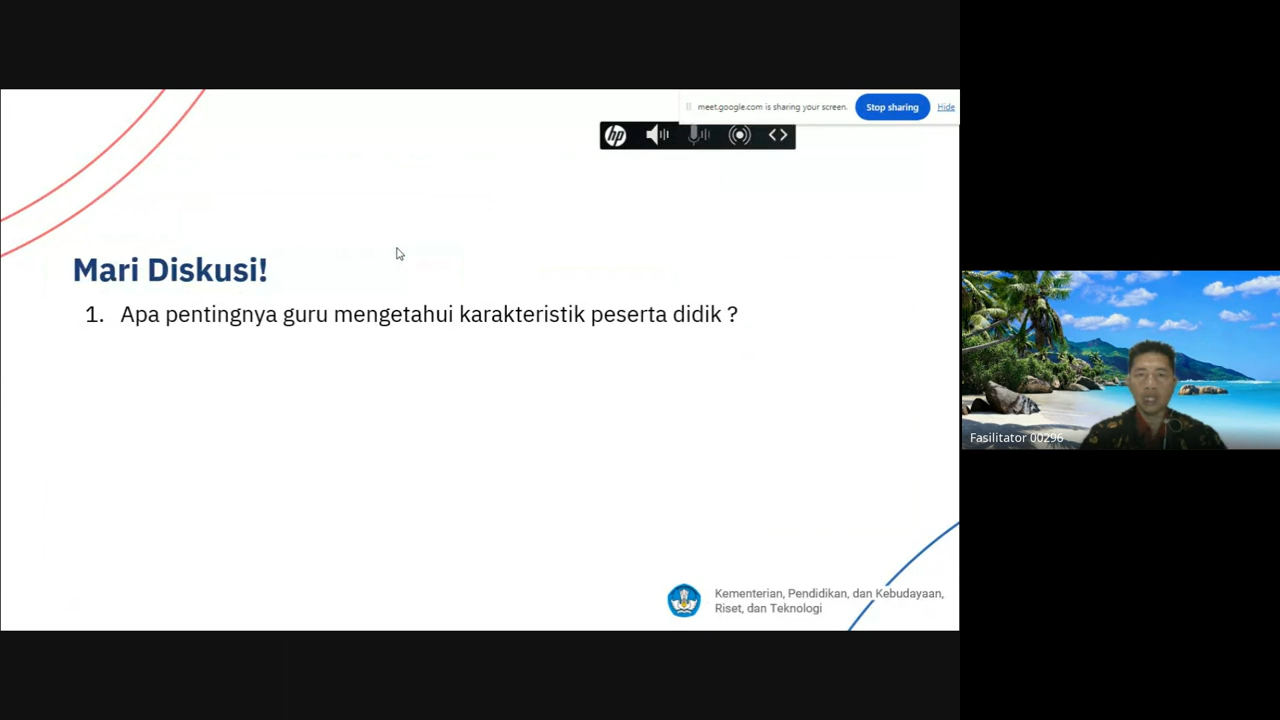 meet.google.com is sharing your screen.
Stop sharing
Hide
hp
Mari Diskusi!
1. Apa pentingnya guru mengetahui karakteristik peserta didik ?
Fasilitator 00296
Kementerian, Pendidikan, dan Kebudayaan,
Riset, dan Teknologi